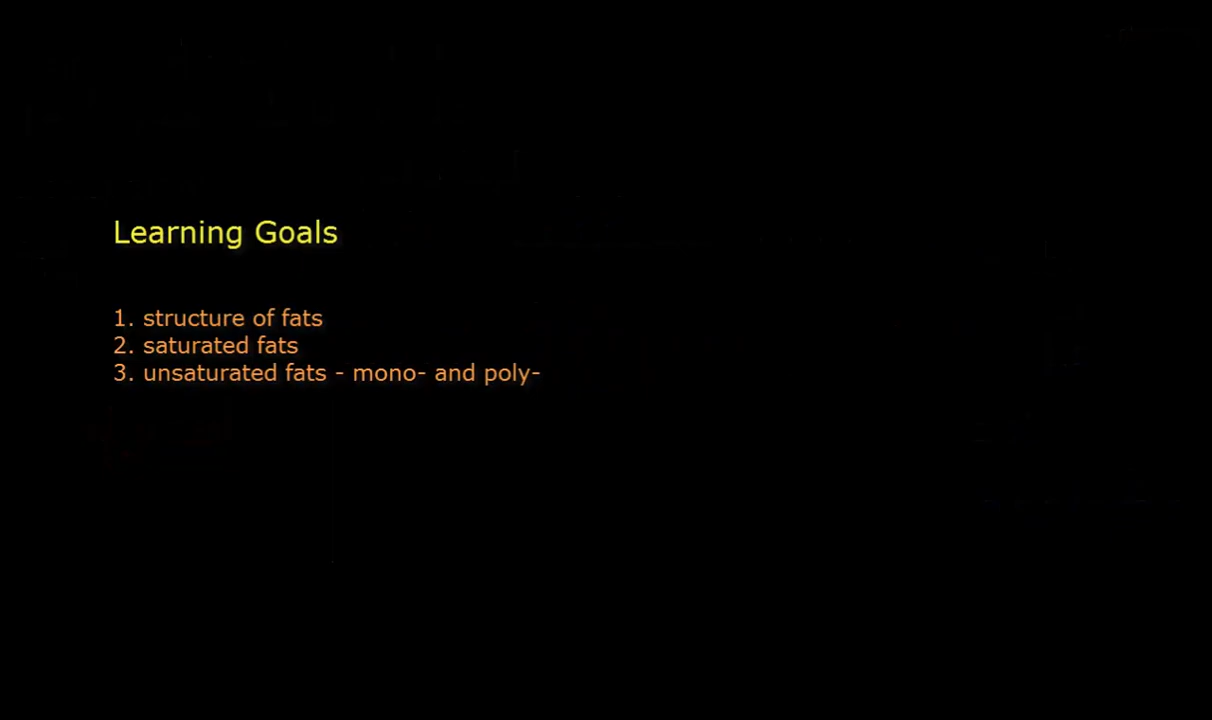 Learning Goals
1. structure of fats
2. saturated fats
3. unsaturated fats - mono- and poly-